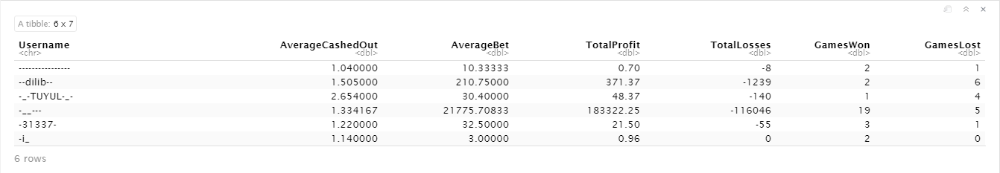 A tibble: 6 x 7
Username AverageCashedOut AverageBet TotalProfit TotalLosses GamesWon GamesLost
<chr> <dbl> <dbl> <dbl> <dbl> <dbl> <dbl>
---------------- 1.040000 10.33333 0.70 -8 2 1
--dilib-- 1.505000 210.75000 371.37 -1239 2 6
-_-TUYUL-_- 2.654000 30.40000 48.37 -140 1 4
-__--- 1.334167 21775.70833 183322.25 -116046 19 5
-31337- 1.220000 32.50000 21.50 -55 3 1
-i_ 1.140000 3.00000 0.96 0 2 0
6 rows